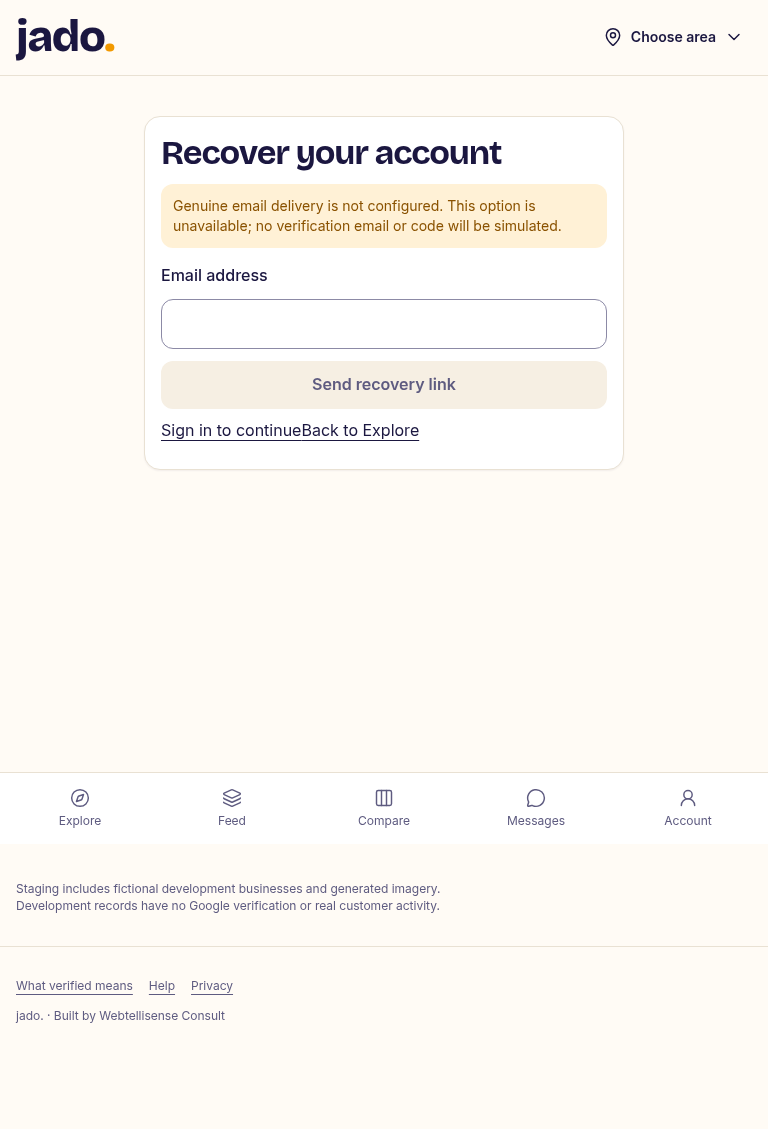 jado.
Choose area
Recover your account
Genuine email delivery is not configured. This option is
unavailable; no verification email or code will be simulated.
Email address
Send recovery link
Sign in to continueBack to Explore
Explore
Feed
Compare
Messages
Account
Staging includes fictional development businesses and generated imagery.
Development records have no Google verification or real customer activity.
What verified means
Help
Privacy
jado. · Built by Webtellisense Consult